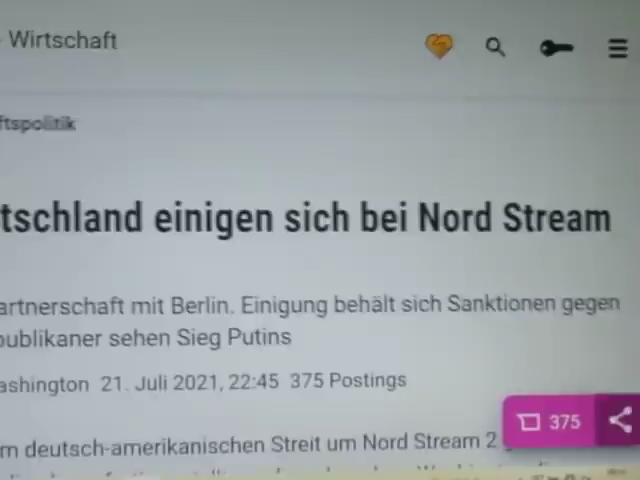 Wirtschaft
ftspolitik
tschland einigen sich bei Nord Stream
artnerschaft mit Berlin. Einigung behält sich Sanktionen gegen
publikaner sehen Sieg Putins
ashington 21. Juli 2021, 22:45 375 Postings
375
m deutsch-amerikanischen Streit um Nord Stream 2